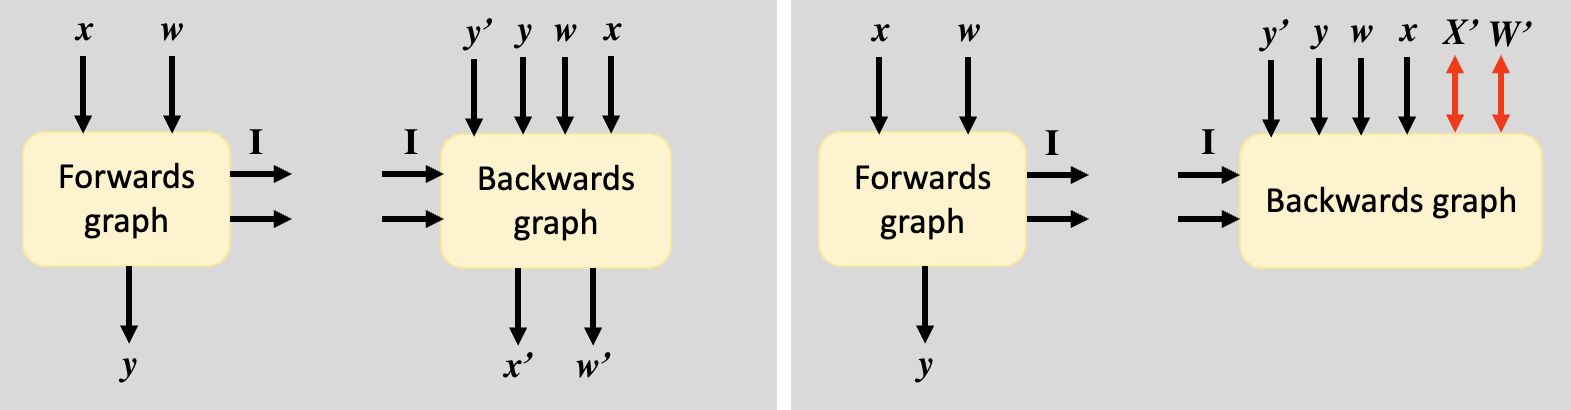 x w
y’ y w x
I
I
Forwards
graph
Backwards
graph
y
x’ w’
x w
y’ y w x X’ W’
I
I
Forwards
graph
Backwards graph
y